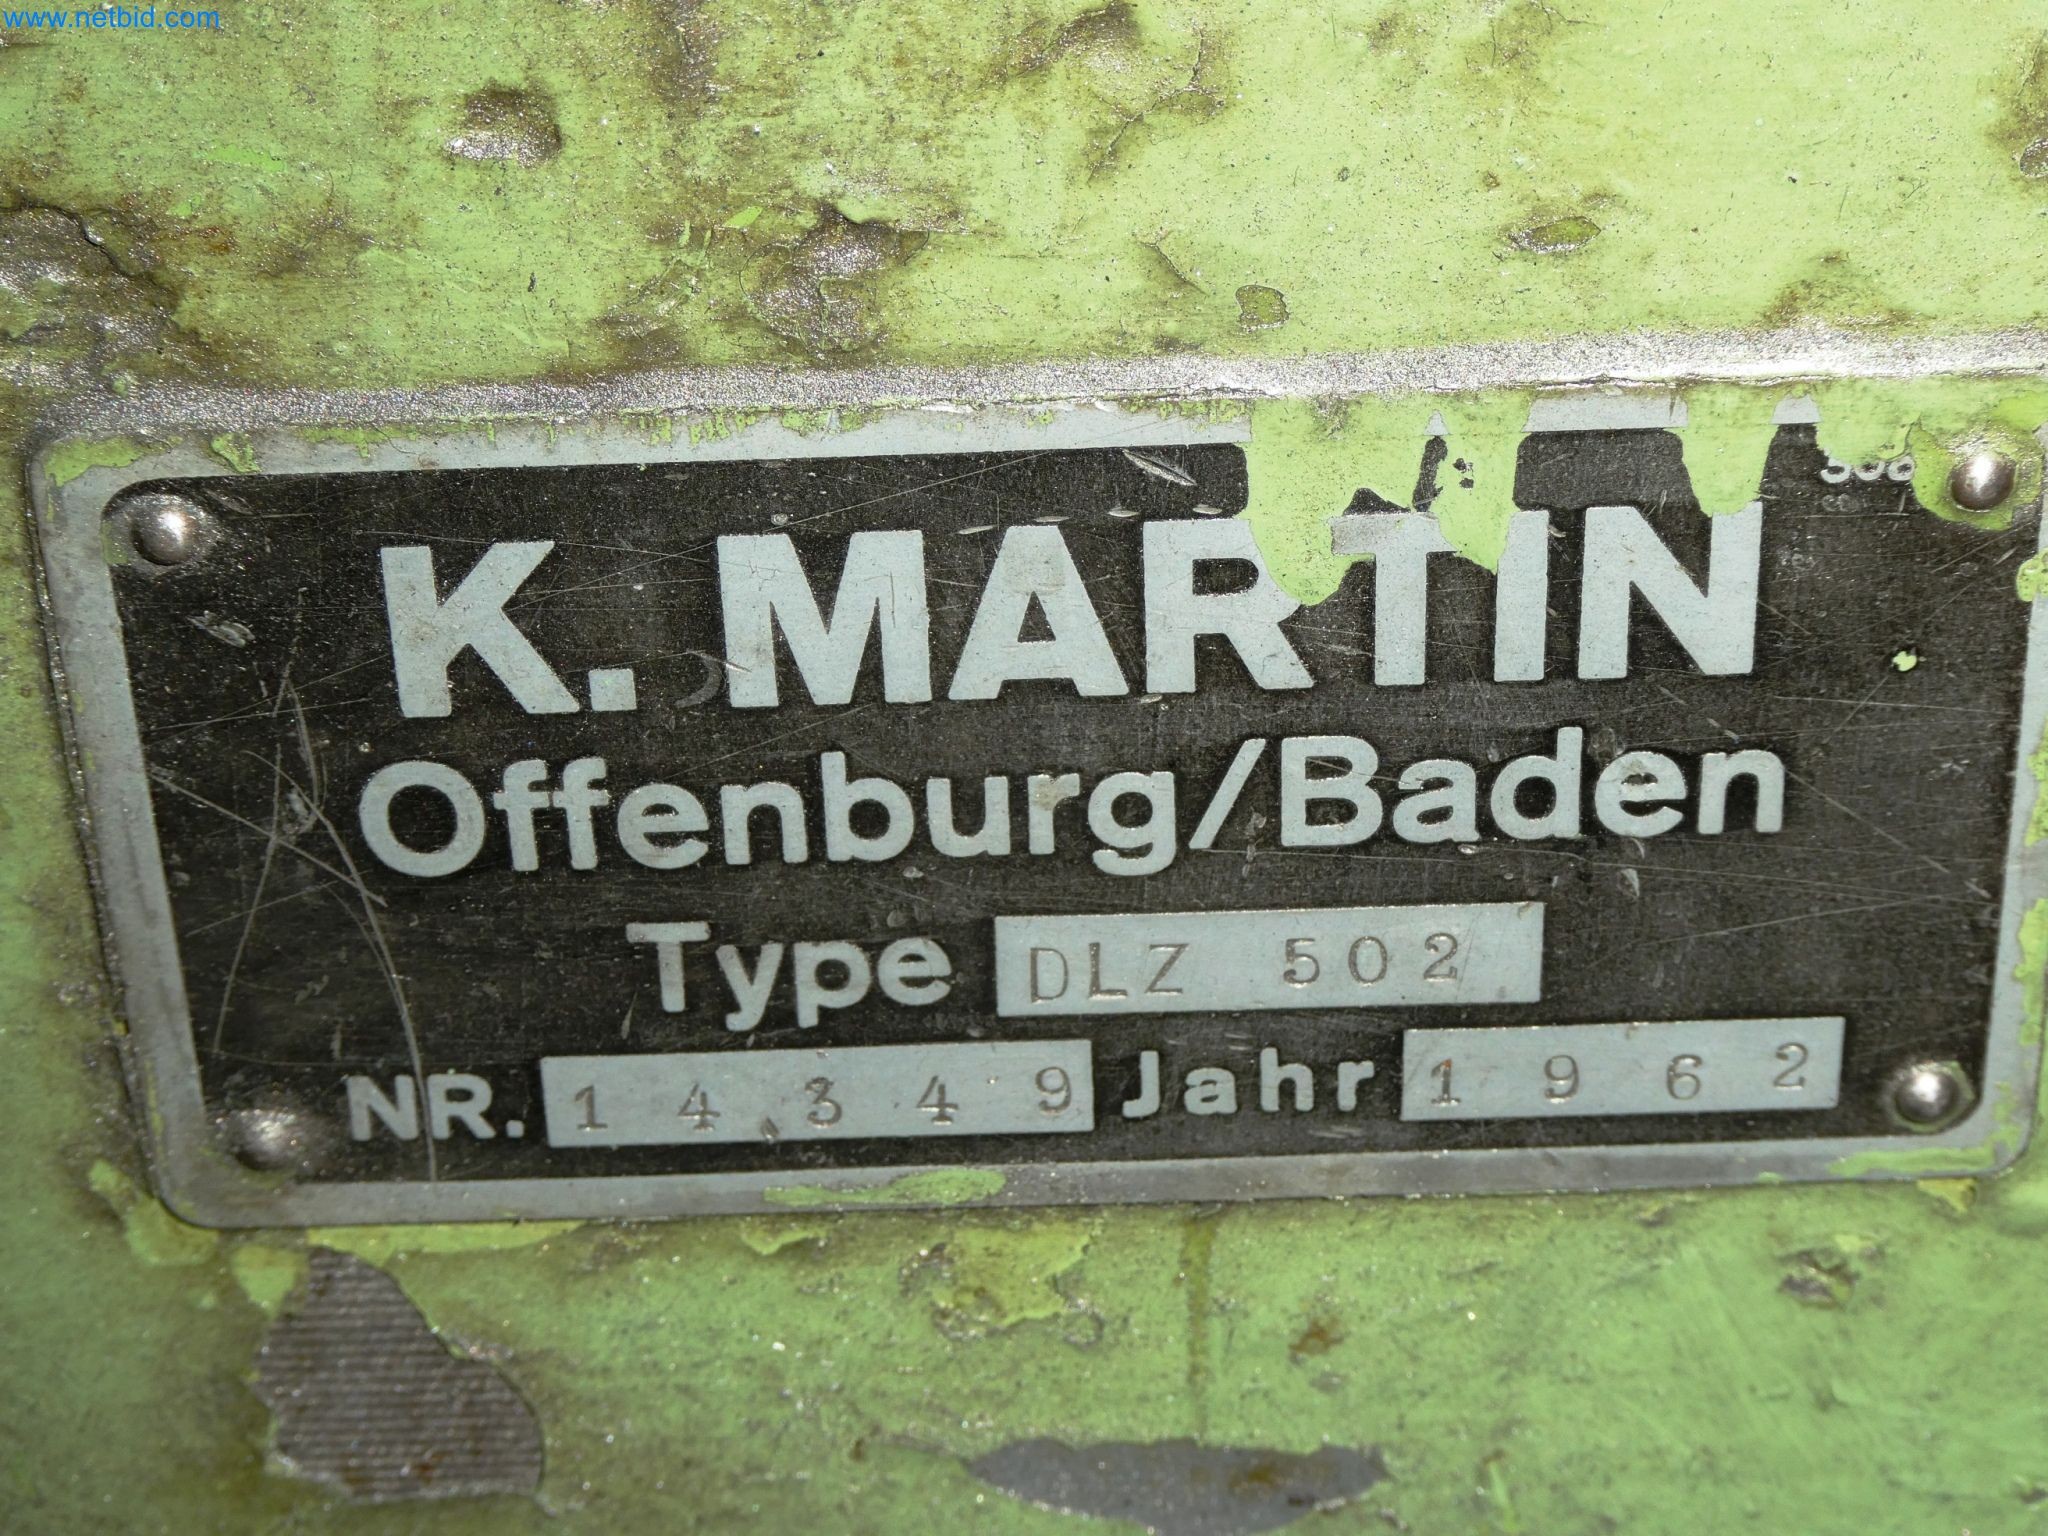 www.netbid.com
K. MARTIN
Offenburg/Baden
Type DLZ 502
NR. 14349 Jahr 1962